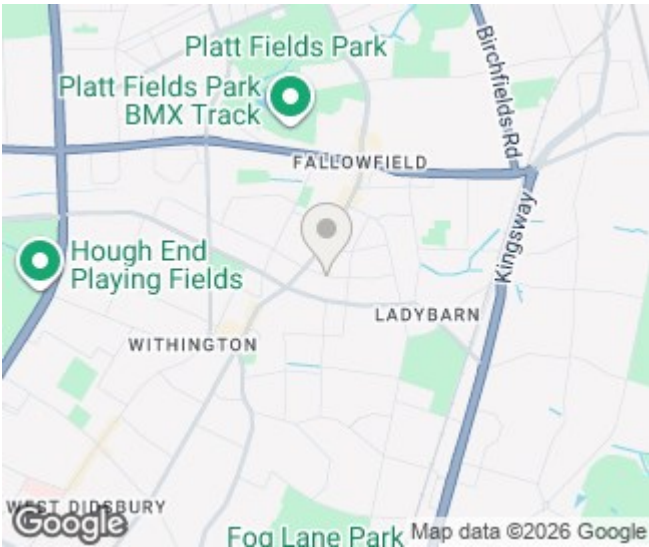 Platt Fields Park
Platt Fields Park
BMX Track
Birchfields Rd
FALLOWFIELD
Kingsway
Hough End
Playing Fields
LADYBARN
WITHINGTON
WEST DIDSBURY
Google
Fog Lane Park
Map data ©2026 Google